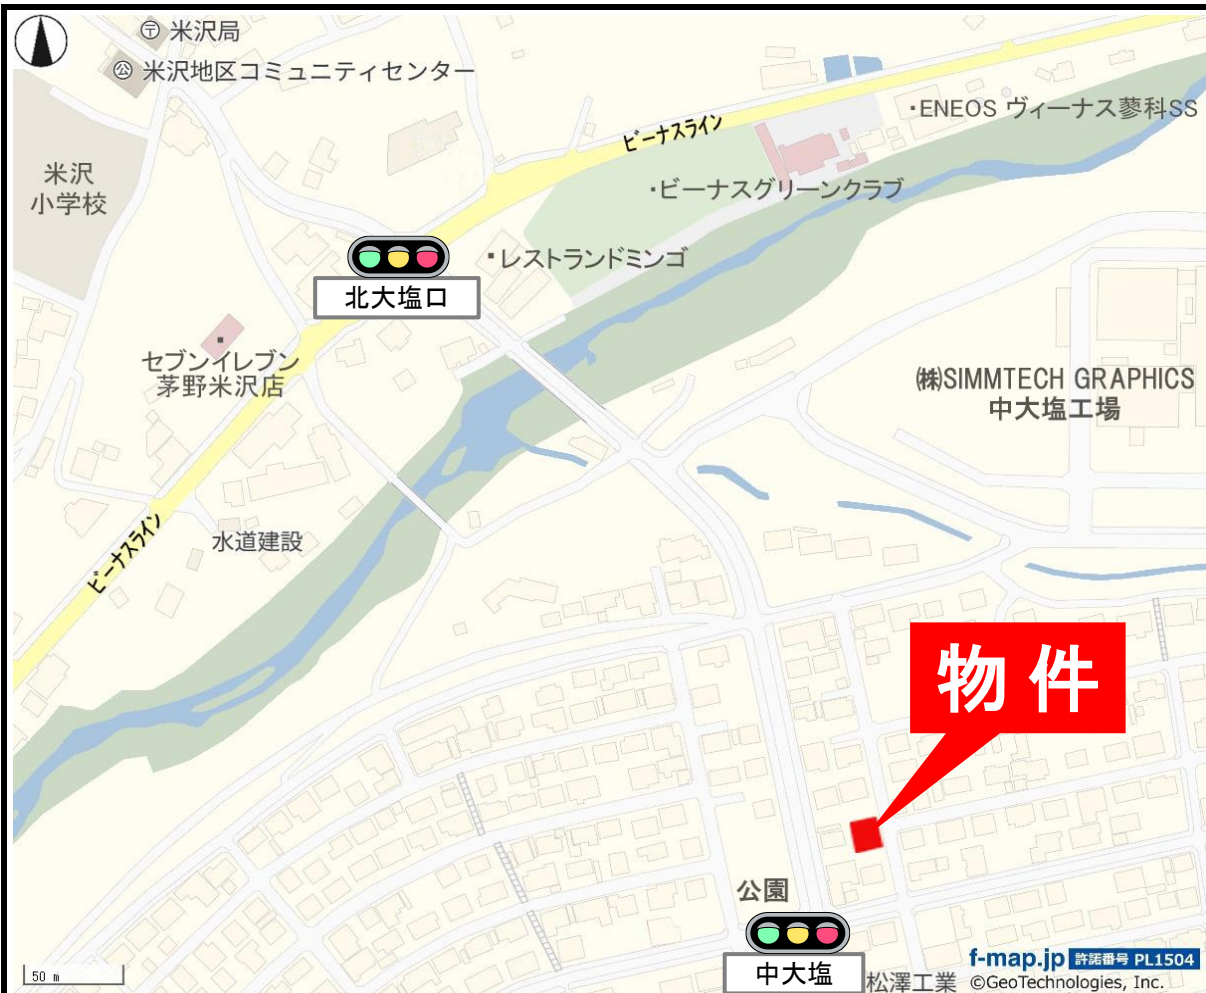 米沢局
米沢地区コミュニティセンター
ビーナスライン
・ENEOS ヴィーナス蓼科SS
米沢
小学校
・ビーナスグリーンクラブ
・レストランドミンゴ
北大塩口
セブンイレブン
茅野米沢店
㈱SIMMTECH GRAPHICS
中大塩工場
水道建設
ビーナスライン
物件
公園
中大塩
松澤工業
50 m
f-map.jp 許諾番号 PL1504
©GeoTechnologies, Inc.